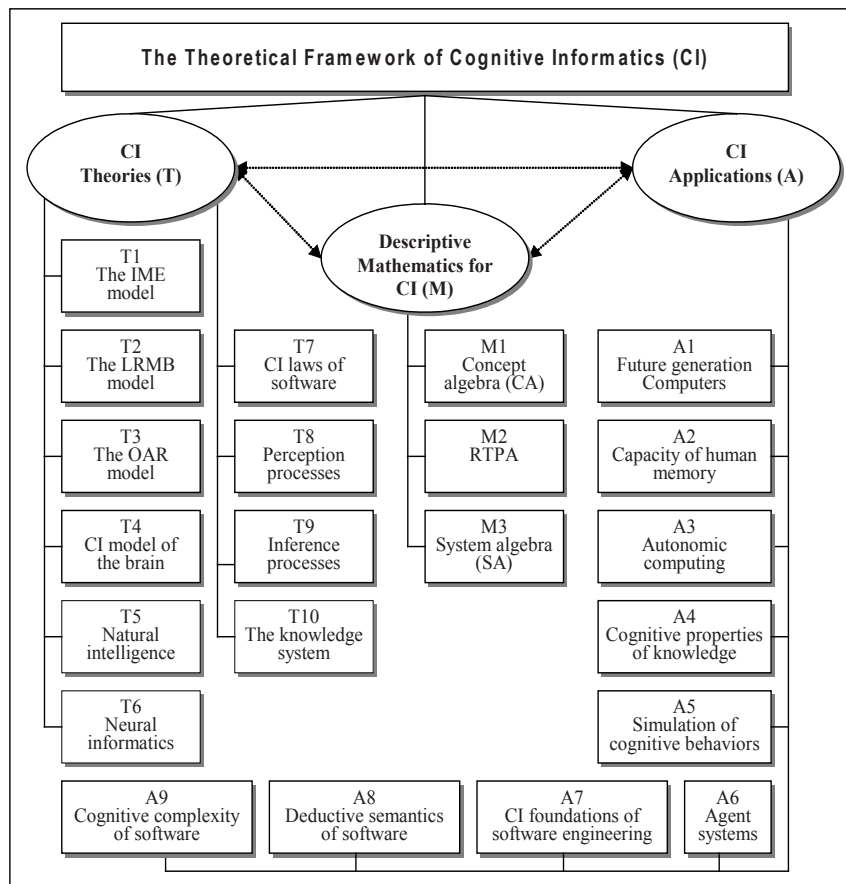 The Theoretical Framework of Cognitive Informatics (CI)
CI
Theories (T)
CI
Applications (A)
Descriptive
Mathematics for
CI (M)
T1
The IME
model
T2
The LRMB
model
T3
The OAR
model
T4
CI model of
the brain
T5
Natural
intelligence
T6
Neural
informatics
T7
CI laws of
software
T8
Perception
processes
T9
Inference
processes
T10
The knowledge
system
M1
Concept
algebra (CA)
M2
RTPA
M3
System algebra
(SA)
A1
Future generation
Computers
A2
Capacity of human
memory
A3
Autonomic
computing
A4
Cognitive properties
of knowledge
A5
Simulation of
cognitive behaviors
A9
Cognitive complexity
of software
A8
Deductive semantics
of software
A7
CI foundations of
software engineering
A6
Agent
systems